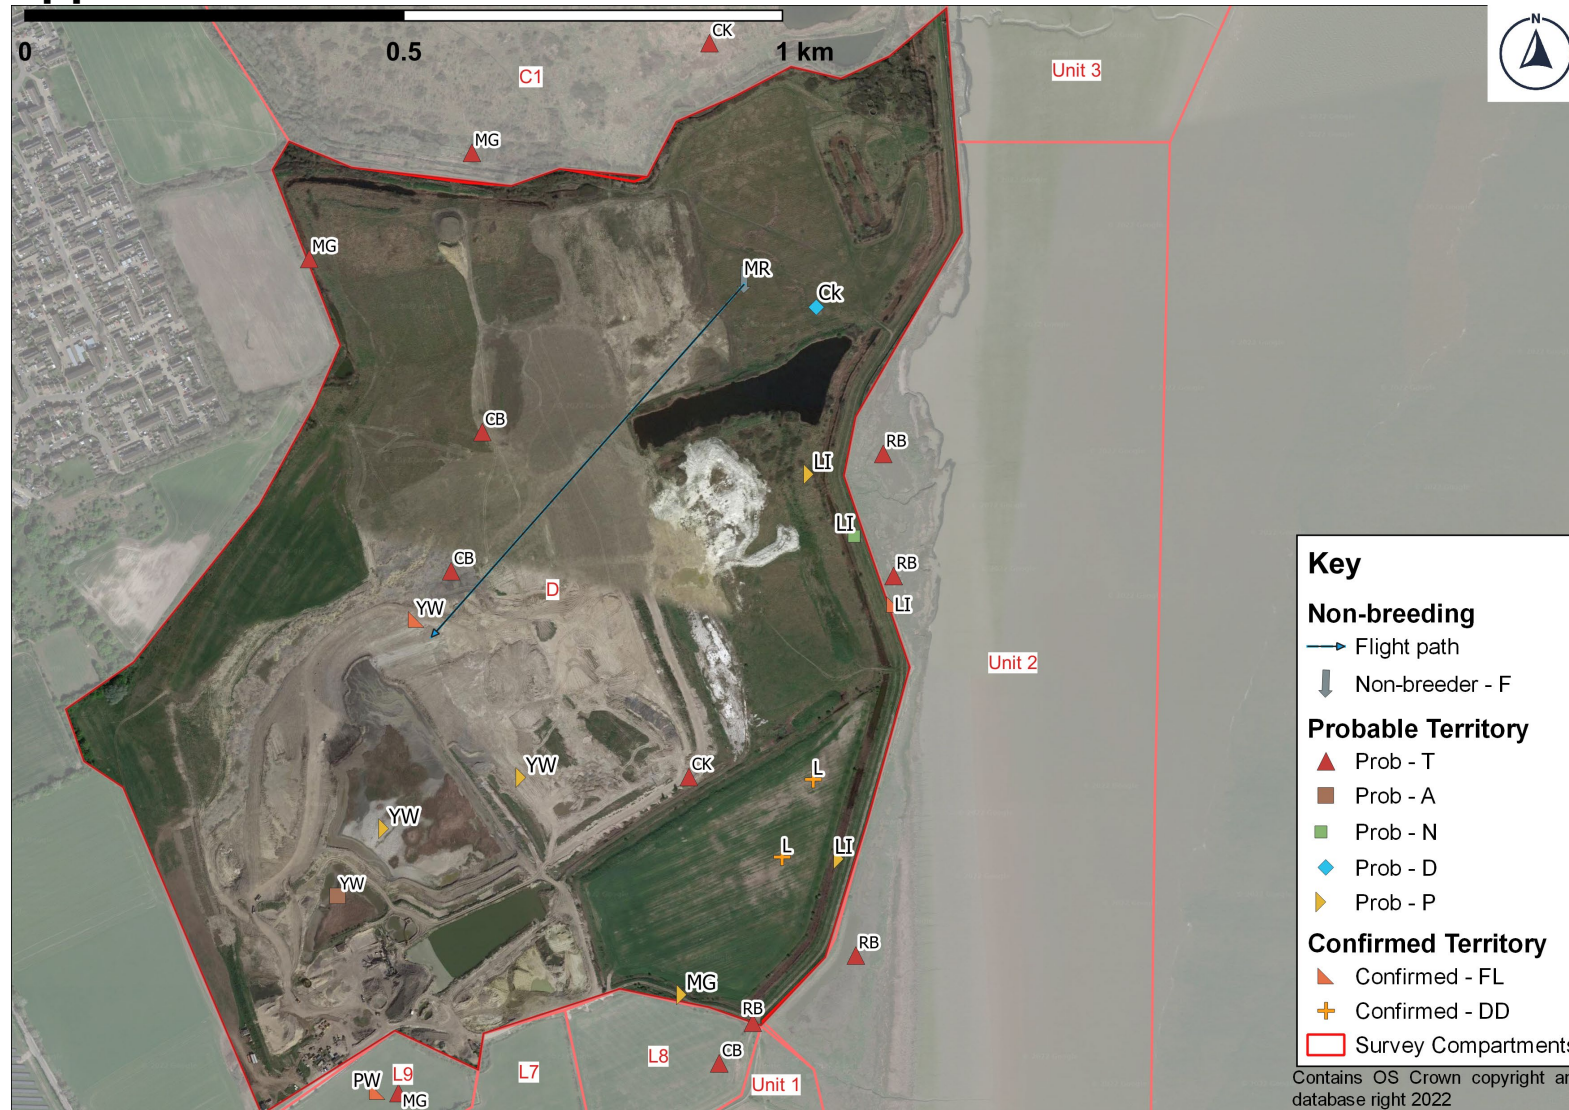 0
0.5
1 km
N
CK
C1
Unit 3
MG
MG
MR
Ck
CB
RB
LI
LI
CB
RB
D
YW
LI
Unit 2
YW
CK
L
YW
L
LI
YW
RB
MG
RB
CB
L8
L7
Unit 1
PW
L9
MG
Key
Non-breeding
Flight path
Non-breeder - F
Probable Territory
Prob - T
Prob - A
Prob - N
Prob - D
Prob - P
Confirmed Territory
Confirmed - FL
Confirmed - DD
Survey Compartments
Contains OS Crown copyright an
database right 2022